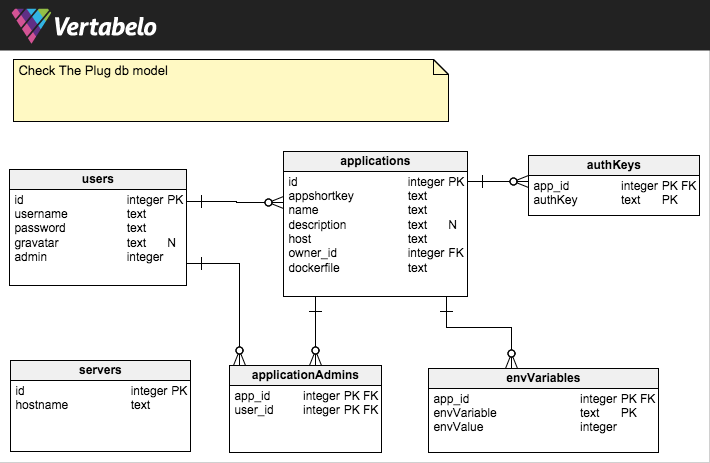 Vertabelo
Check The Plug db model
users
id integer PK
username text
password text
gravatar text N
admin integer
applications
id integer PK
appshortkey text
name text
description text N
host text
owner_id integer FK
dockerfile text
authKeys
app_id integer PK FK
authKey text PK
servers
id integer PK
hostname text
applicationAdmins
app_id integer PK FK
user_id integer PK FK
envVariables
app_id integer PK FK
envVariable text PK
envValue integer